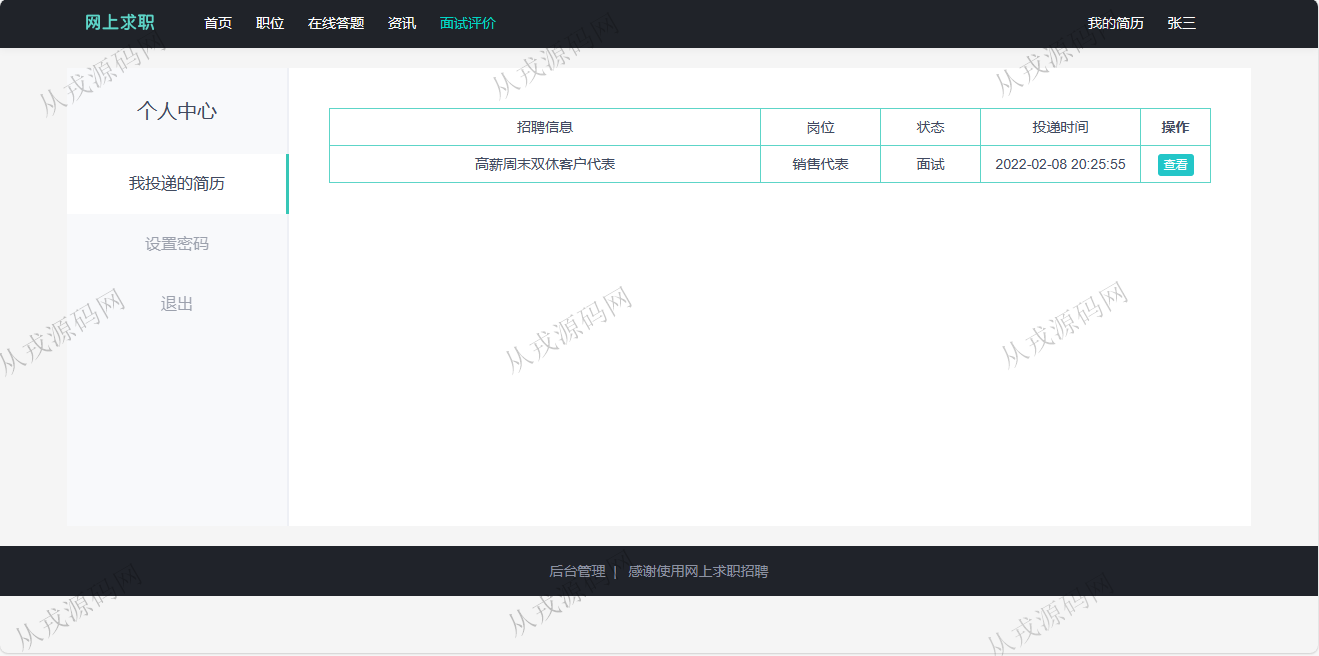 网上求职 首页 职位 在线答题 资讯 面试评价 我的简历 张三
个人中心
我投递的简历
设置密码
退出
招聘信息 岗位 状态 投递时间 操作
高薪周末双休客户代表 销售代表 面试 2022-02-08 20:25:55 查看
后台管理 | 感谢使用网上求职招聘
从戎源码网
从戎源码网
从戎源码网
从戎源码网
从戎源码网
从戎源码网
从戎源码网
从戎源码网
从戎源码网